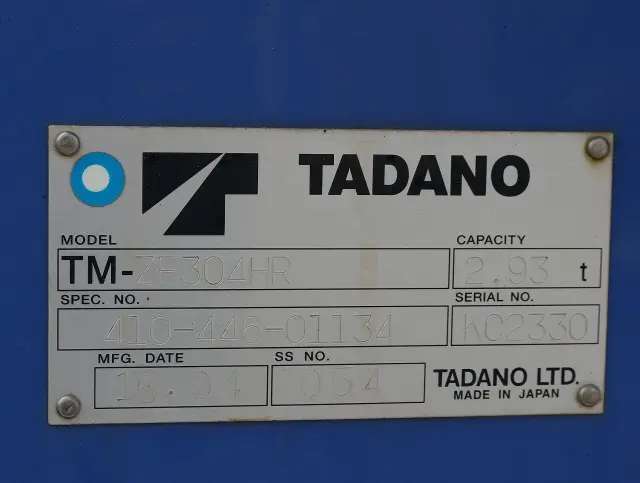 TADANO
MODEL
CAPACITY
TM-ZE304HR
2.93 t
SPEC. NO.
SERIAL NO.
410-446-01134
KC2330
MFG. DATE
SS NO.
16.04
054
TADANO LTD.
MADE IN JAPAN